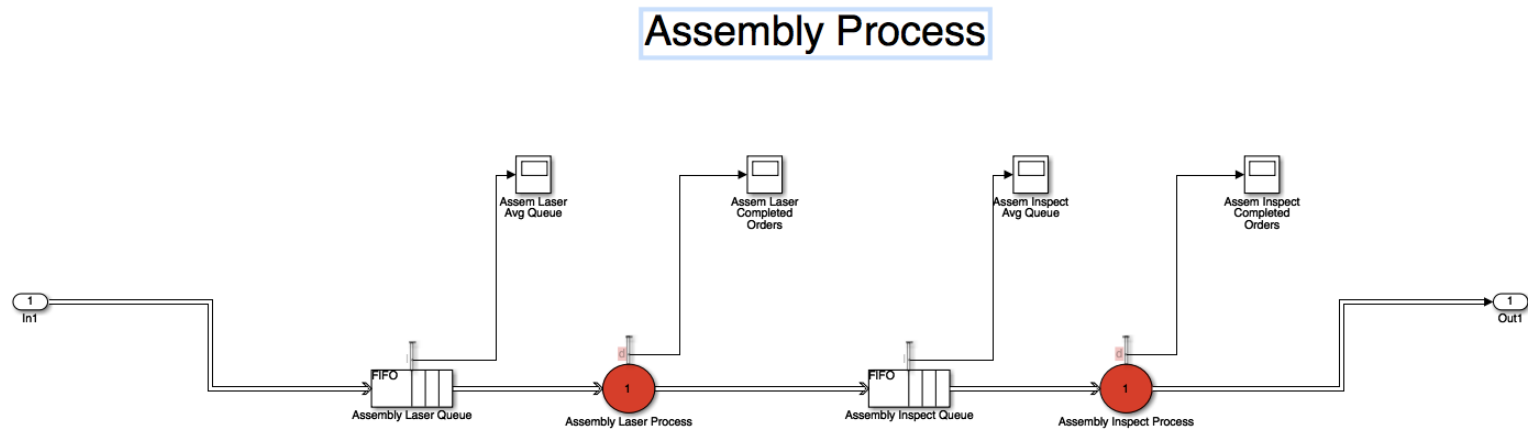 Assembly Process
Assem Laser
Avg Queue
Assem Laser
Completed
Orders
Assem Inspect
Avg Queue
Assem Inspect
Completed
Orders
1
In1
1
Out1
d
d
FIFO
Assembly Laser Queue
1
Assembly Laser Process
FIFO
Assembly Inspect Queue
1
Assembly Inspect Process